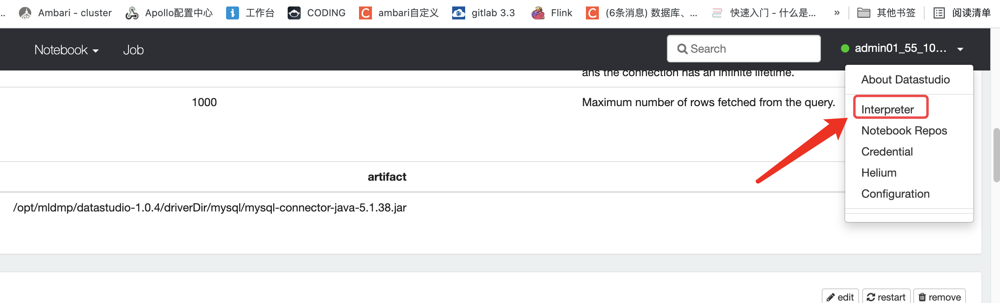 Ambari - cluster Apollo配置中心 工作台 CODING ambari自定义 gitlab 3.3 Flink (6条消息) 数据库、... 快速入门 - 什么是... » 其他书签 阅读清单
Notebook Job Search admin01_55_10...
ans the connection has an infinite lifetime.
About Datastudio
1000 Maximum number of rows fetched from the query.
Interpreter
Notebook Repos
Credential
Helium
Configuration
artifact
/opt/mldmp/datastudio-1.0.4/driverDir/mysql/mysql-connector-java-5.1.38.jar
edit restart remove